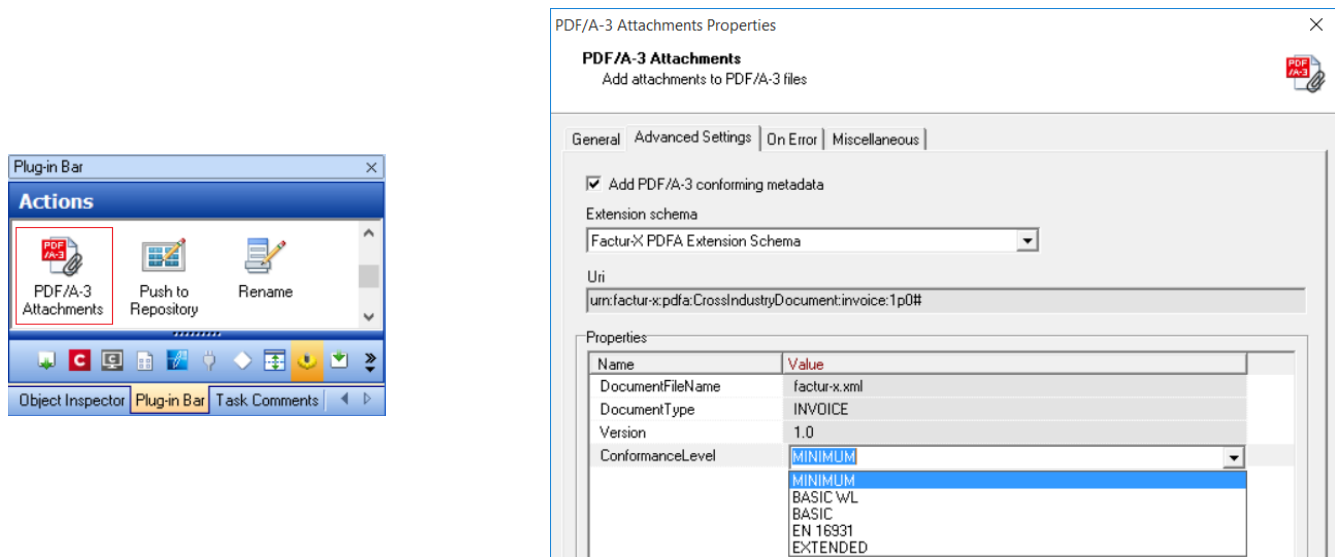 Plug-in Bar
Actions
PDF
/A-3
PDF/A-3
Attachments
Push to
Repository
Rename
C
C
Object Inspector
Plug-in Bar
Task Comments
PDF/A-3 Attachments Properties
PDF/A-3 Attachments
Add attachments to PDF/A-3 files
PDF
/A-3
General
Advanced Settings
On Error
Miscellaneous
Add PDF/A-3 conforming metadata
Extension schema
Factur-X PDFA Extension Schema
Uri
urn:factur-x:pdfa:CrossIndustryDocument:invoice:1p0#
Properties
Name Value
DocumentFileName factur-x.xml
DocumentType INVOICE
Version 1.0
ConformanceLevel MINIMUM
MINIMUM
BASIC WL
BASIC
EN 16931
EXTENDED